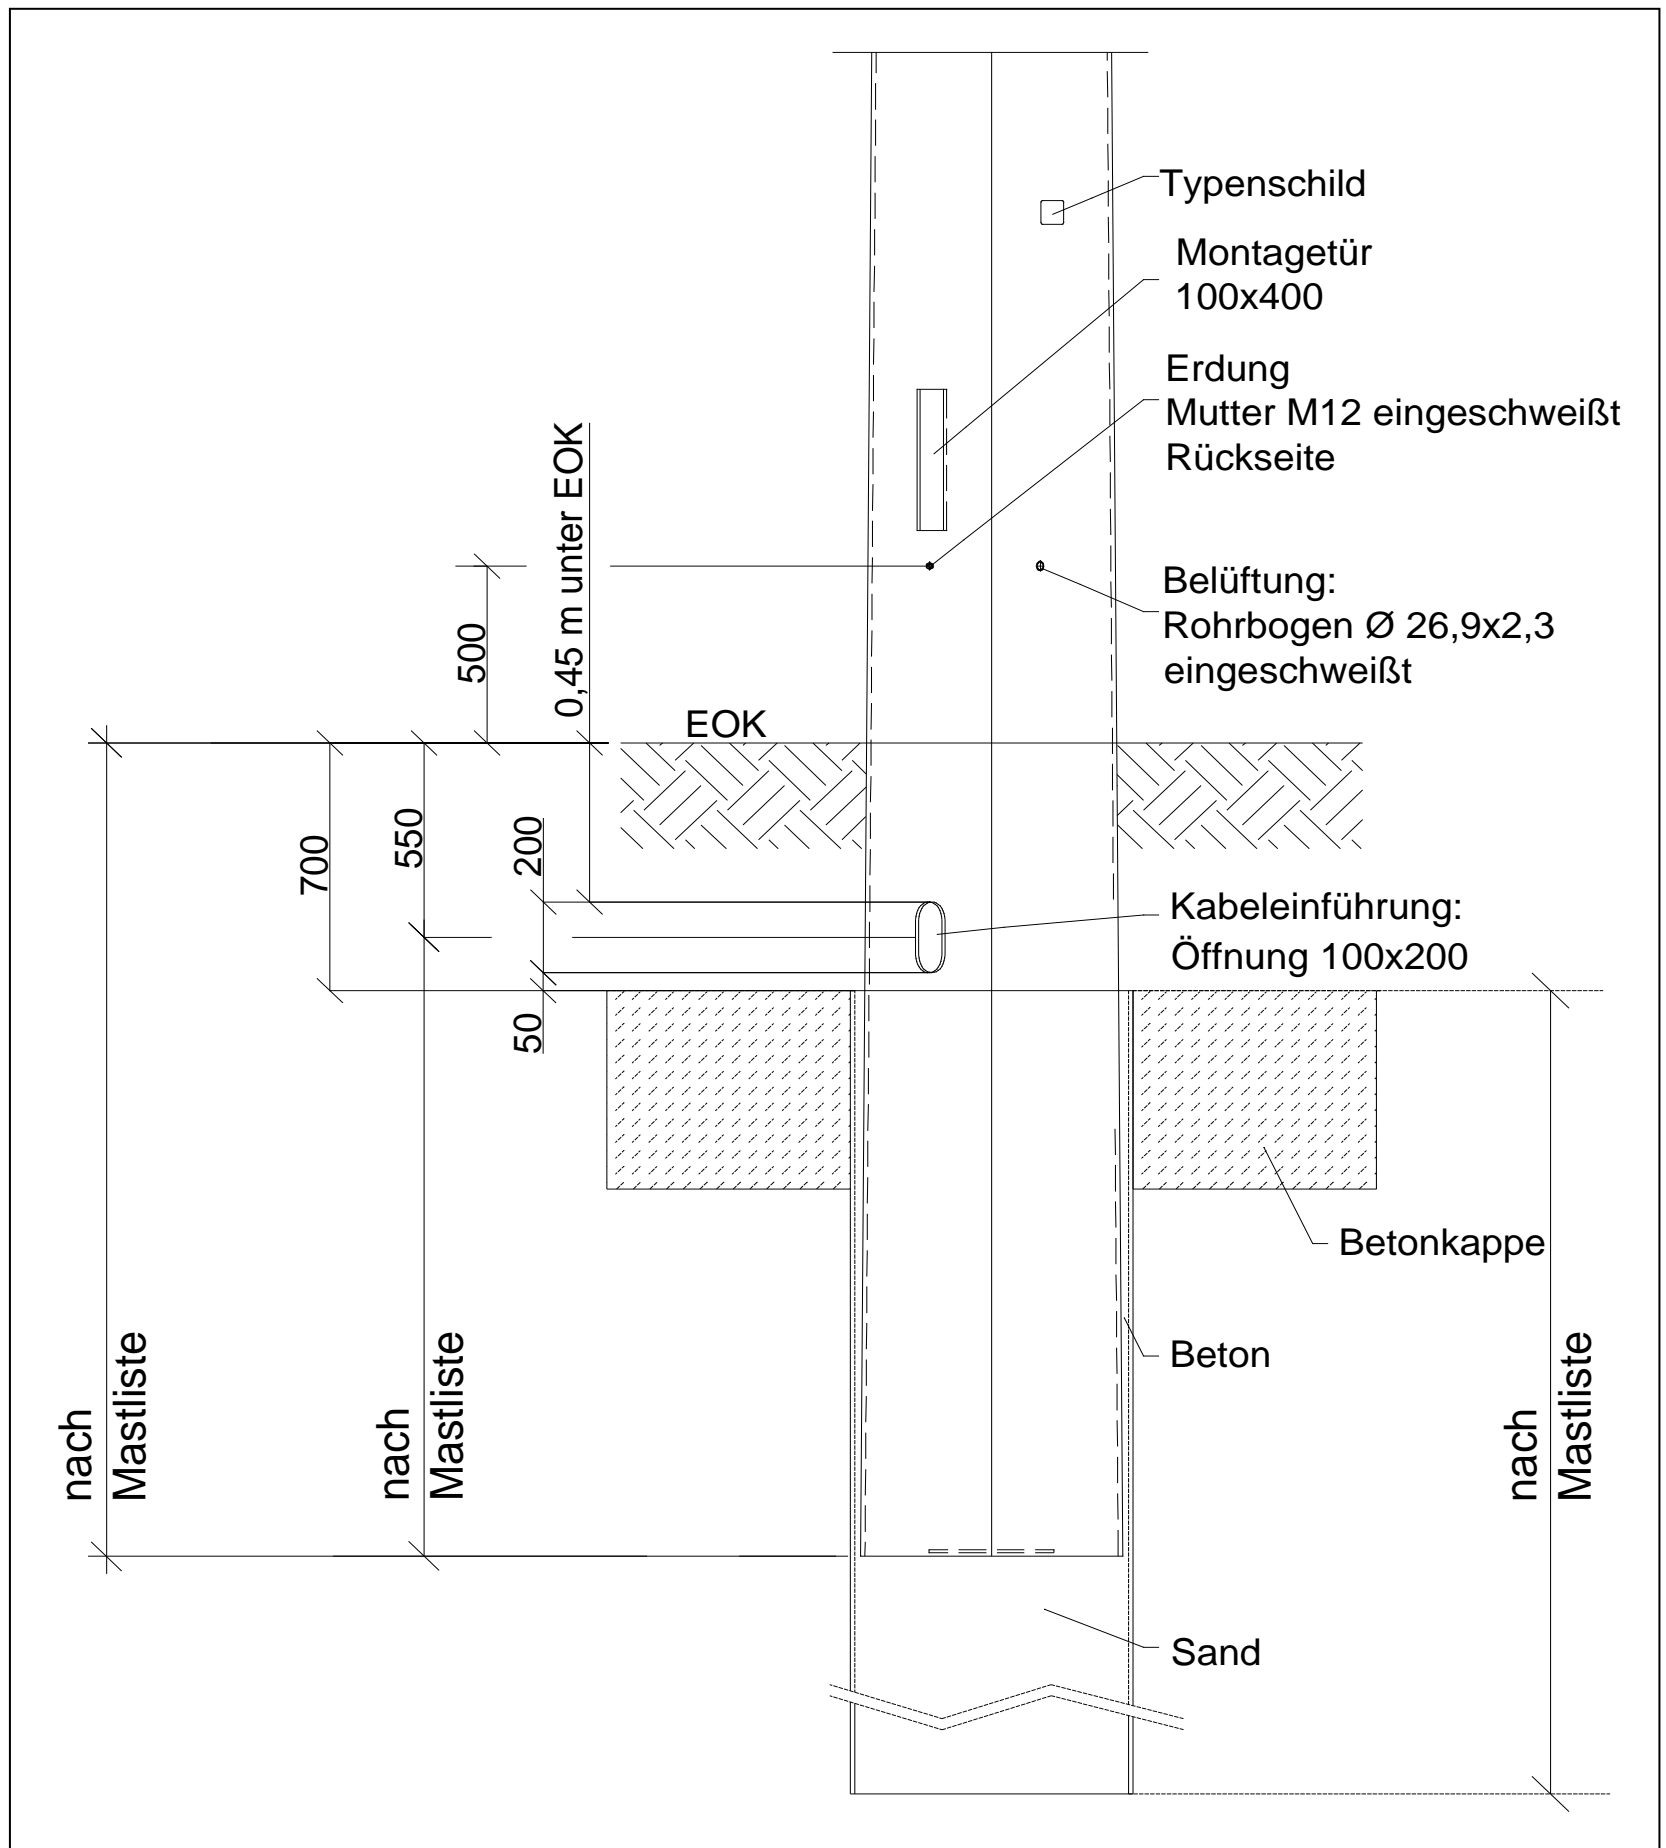 Typenschild
Montagetür
100x400
Erdung
Mutter M12 eingeschweißt
Rückseite
0,45 m unter EOK
500
Belüftung:
Rohrbogen Ø 26,9x2,3
eingeschweißt
EOK
700
550
200
Kabeleinführung:
Öffnung 100x200
50
Betonkappe
Beton
nach
Mastliste
nach
Mastliste
nach
Mastliste
Sand